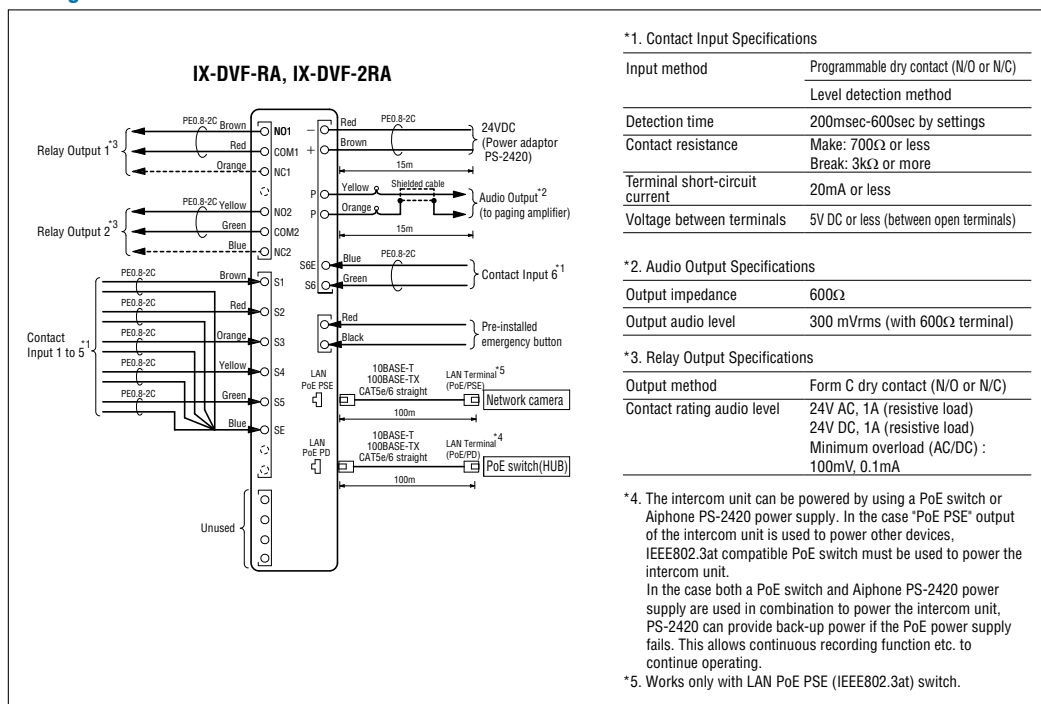 IX-DVF-RA, IX-DVF-2RA
Relay Output 1*3
PE0.8-2C
Brown
NO1
Red
COM1
Orange
NC1
Relay Output 2*3
PE0.8-2C
Yellow
NO2
Green
COM2
Blue
NC2
Contact
Input 1 to 5*1
PE0.8-2C
Brown
S1
PE0.8-2C
Red
S2
PE0.8-2C
Orange
S3
PE0.8-2C
Yellow
S4
PE0.8-2C
Green
S5
Blue
SE
Unused
−
Red
PE0.8-2C
+
Brown
24VDC
(Power adaptor
PS-2420)
15m
P
Yellow
Shielded cable
P
Orange
Audio Output*2
(to paging amplifier)
15m
S6E
Blue
PE0.8-2C
S6
Green
Contact Input 6*1
Red
Black
Pre-installed
emergency button
LAN
PoE PSE
10BASE-T
100BASE-TX
CAT5e/6 straight
LAN Terminal*5
(PoE/PSE)
Network camera
100m
LAN
PoE PD
10BASE-T
100BASE-TX
CAT5e/6 straight
LAN Terminal*4
(PoE/PD)
PoE switch(HUB)
100m
*1. Contact Input Specifications
Input method Programmable dry contact (N/O or N/C)
Level detection method
Detection time 200msec-600sec by settings
Contact resistance Make: 700Ω or less
Break: 3kΩ or more
Terminal short-circuit
current 20mA or less
Voltage between terminals 5V DC or less (between open terminals)
*2. Audio Output Specifications
Output impedance 600Ω
Output audio level 300 mVrms (with 600Ω terminal)
*3. Relay Output Specifications
Output method Form C dry contact (N/O or N/C)
Contact rating audio level 24V AC, 1A (resistive load)
24V DC, 1A (resistive load)
Minimum overload (AC/DC) :
100mV, 0.1mA
*4. The intercom unit can be powered by using a PoE switch or
Aiphone PS-2420 power supply. In the case "PoE PSE" output
of the intercom unit is used to power other devices,
IEEE802.3at compatible PoE switch must be used to power the
intercom unit.
In the case both a PoE switch and Aiphone PS-2420 power
supply are used in combination to power the intercom unit,
PS-2420 can provide back-up power if the PoE power supply
fails. This allows continuous recording function etc. to
continue operating.
*5. Works only with LAN PoE PSE (IEEE802.3at) switch.